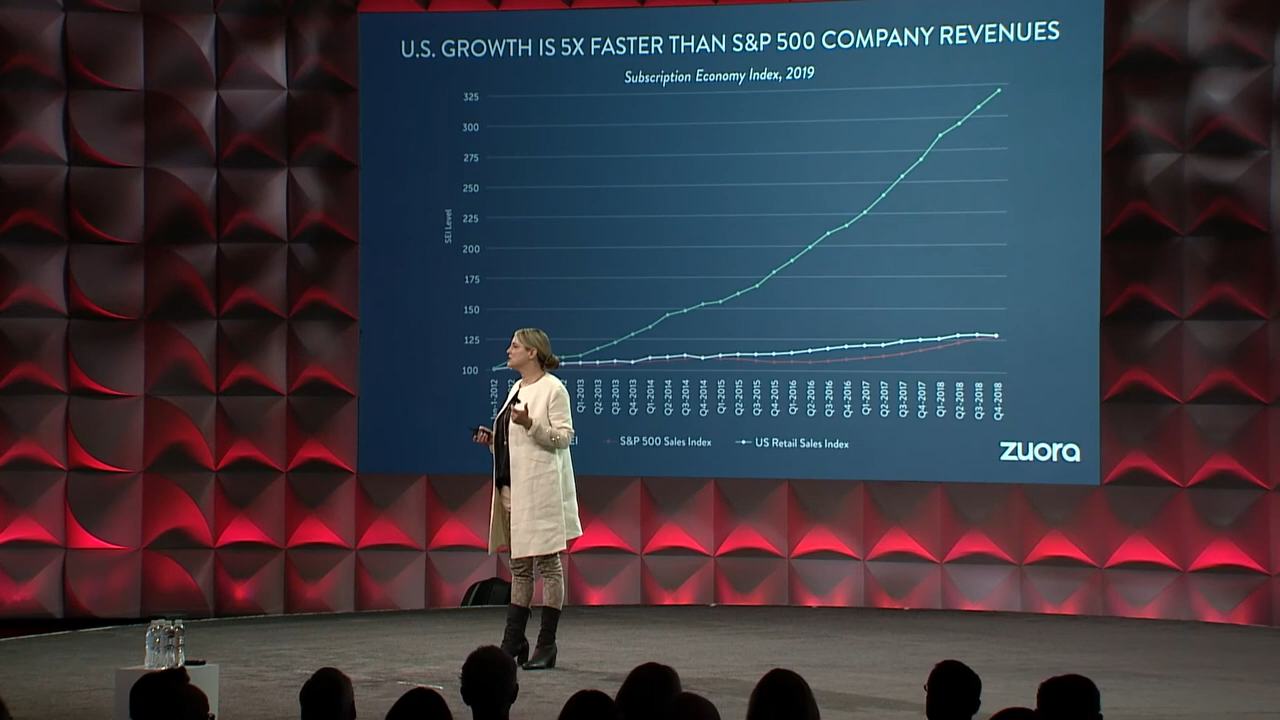 U.S. GROWTH IS 5X FASTER THAN S&P 500 COMPANY REVENUES
Subscription Economy Index, 2019
325
300
275
250
225
200
175
150
125
100
SEI Level
Q1-2013
Q2-2013
Q3-2013
Q4-2013
Q1-2014
Q2-2014
Q3-2014
Q4-2014
Q1-2015
Q2-2015
Q3-2015
Q4-2015
Q1-2016
Q2-2016
Q3-2016
Q4-2016
Q1-2017
Q2-2017
Q3-2017
Q4-2017
Q1-2018
Q2-2018
Q3-2018
Q4-2018
S&P 500 Sales Index
US Retail Sales Index
zuora